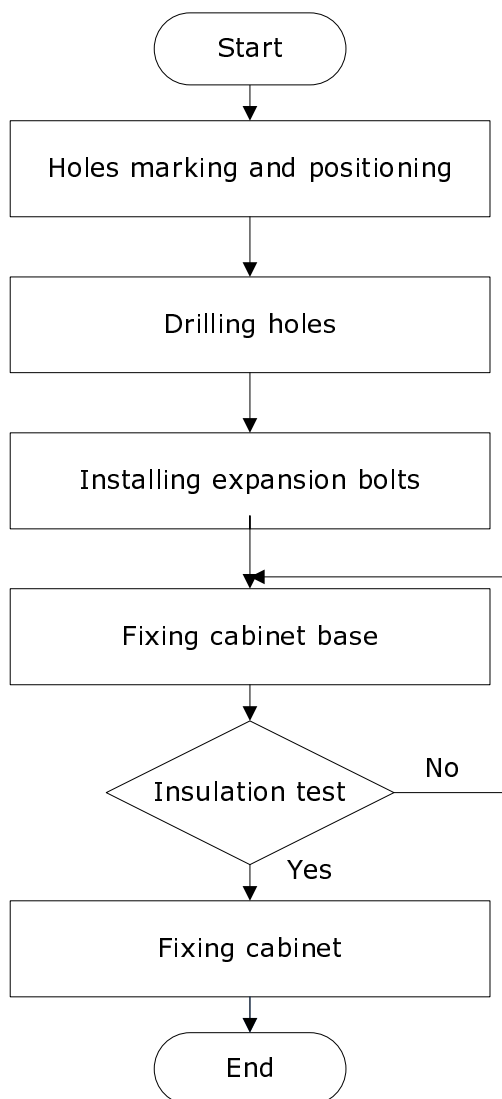 Start
Holes marking and positioning
Drilling holes
Installing expansion bolts
Fixing cabinet base
No
Insulation test
Yes
Fixing cabinet
End